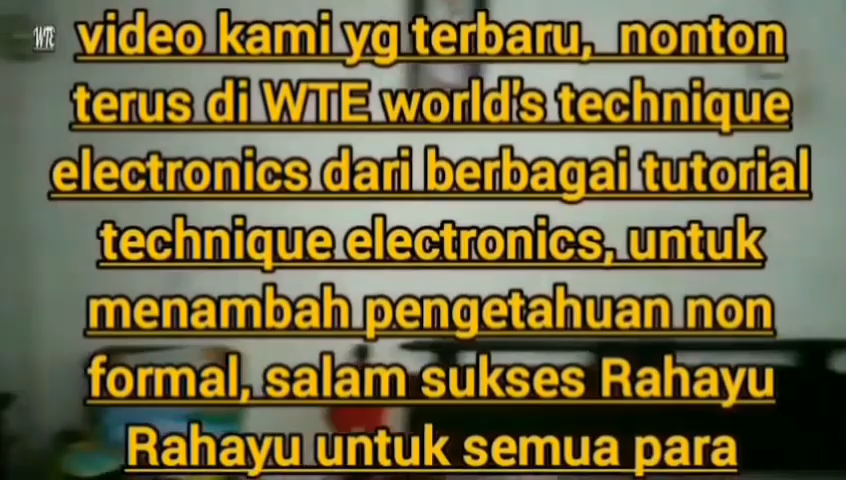 WTE
video kami yg terbaru, nonton
terus di WTE world's technique
electronics dari berbagai tutorial
technique electronics, untuk
menambah pengetahuan non
formal, salam sukses Rahayu
Rahayu untuk semua para